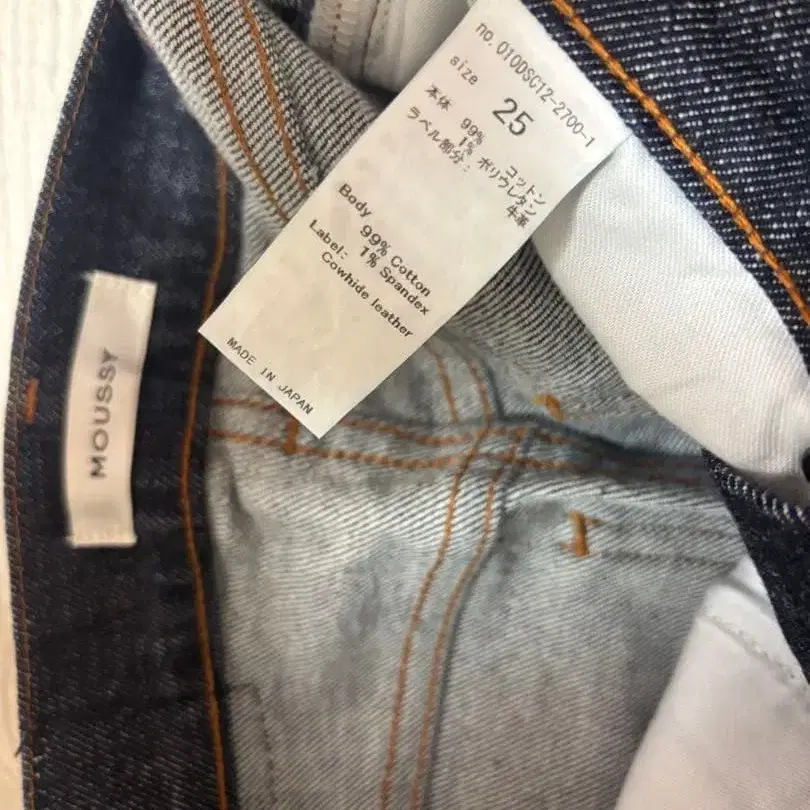 no. 010DSC12-2700-1
size 25
本体 99% コットン
1% ポリウレタン
ラベル部分: 牛革
Body 99% Cotton
1% Spandex
Label: Cowhide leather
MADE IN JAPAN
MOUSSY